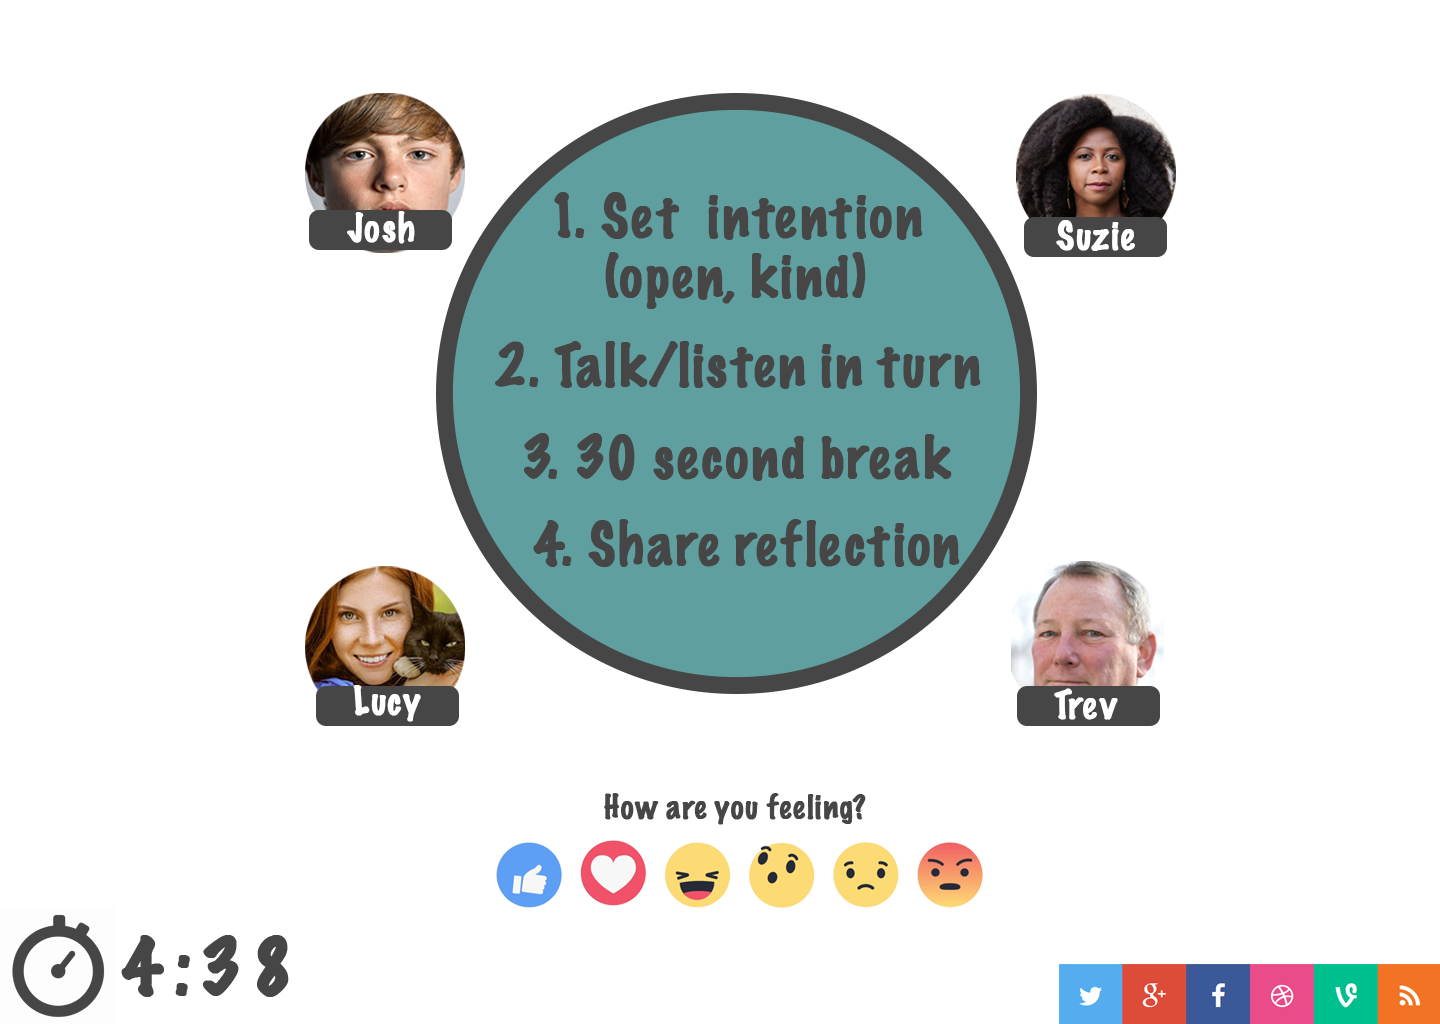 Josh
Suzie
1. Set intention
(open, kind)
2. Talk/listen in turn
3. 30 second break
4. Share reflection
Lucy
Trev
How are you feeling?
4:38
g+
f